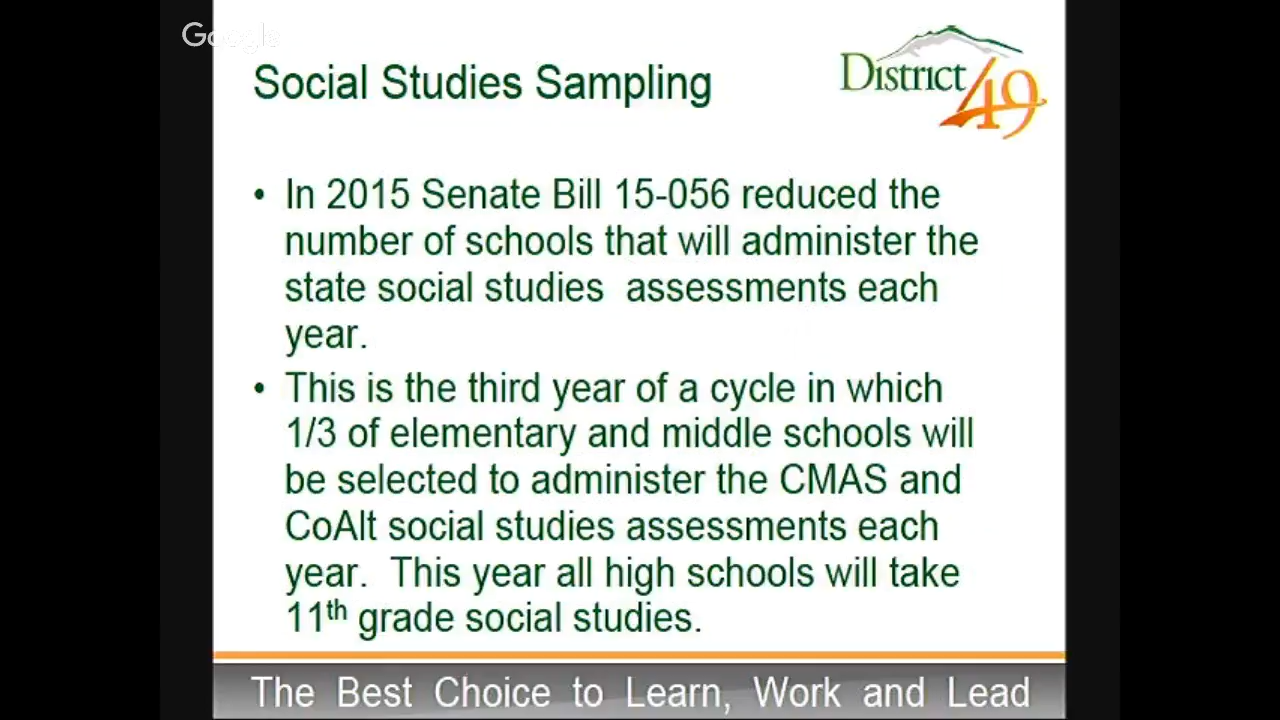 Google
Social Studies Sampling
District 49
• In 2015 Senate Bill 15-056 reduced the
number of schools that will administer the
state social studies assessments each
year.
• This is the third year of a cycle in which
1/3 of elementary and middle schools will
be selected to administer the CMAS and
CoAlt social studies assessments each
year. This year all high schools will take
11th grade social studies.
The Best Choice to Learn, Work and Lead